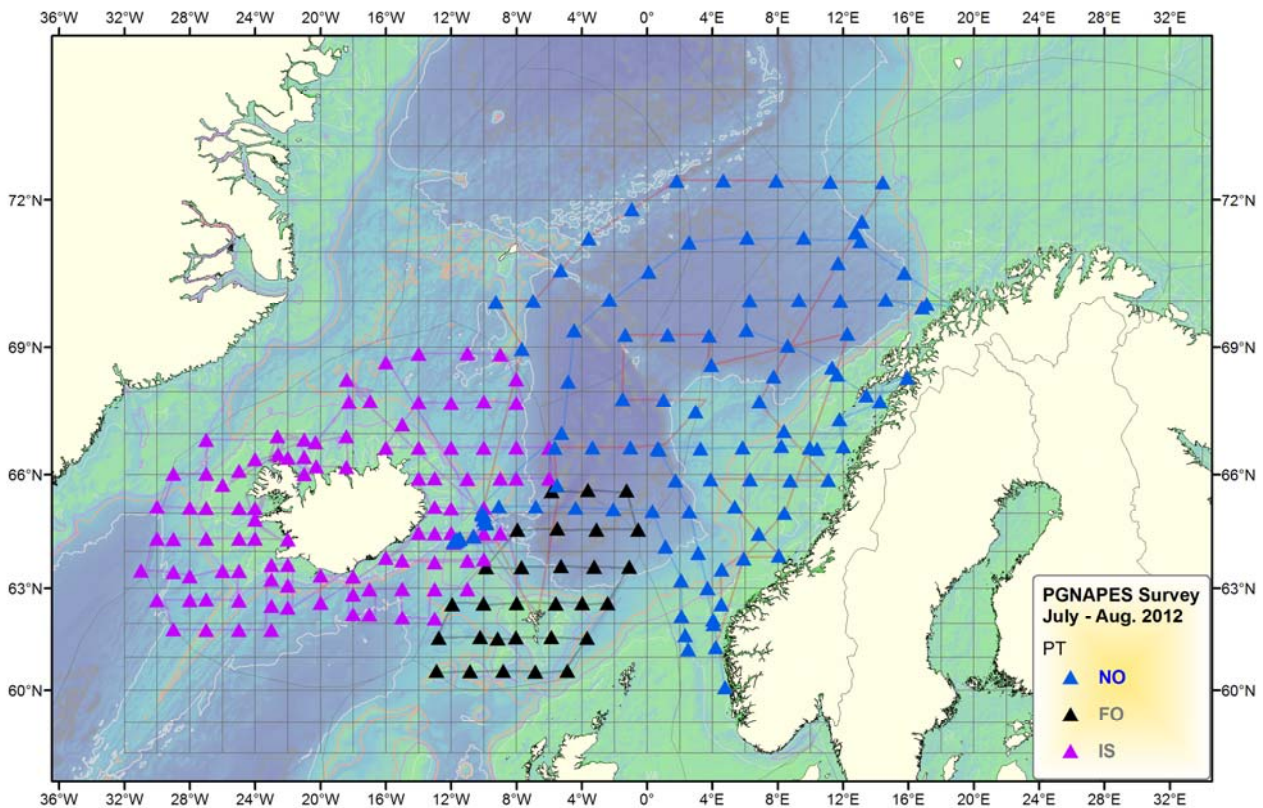 36°W 28°W 24°W 20°W 16°W 12°W 8°W 4°W 0° 4°E 8°E 12°E 16°E 20°E 24°E 28°E 32°E
72°N 72°N
69°N 69°N
66°N 66°N
63°N 63°N
60°N 60°N
PGNAPES Survey
July - Aug. 2012
PT
NO
FO
IS
36°W 32°W 28°W 24°W 20°W 16°W 12°W 8°W 4°W 0° 4°E 8°E 12°E 16°E 20°E 24°E 28°E 32°E